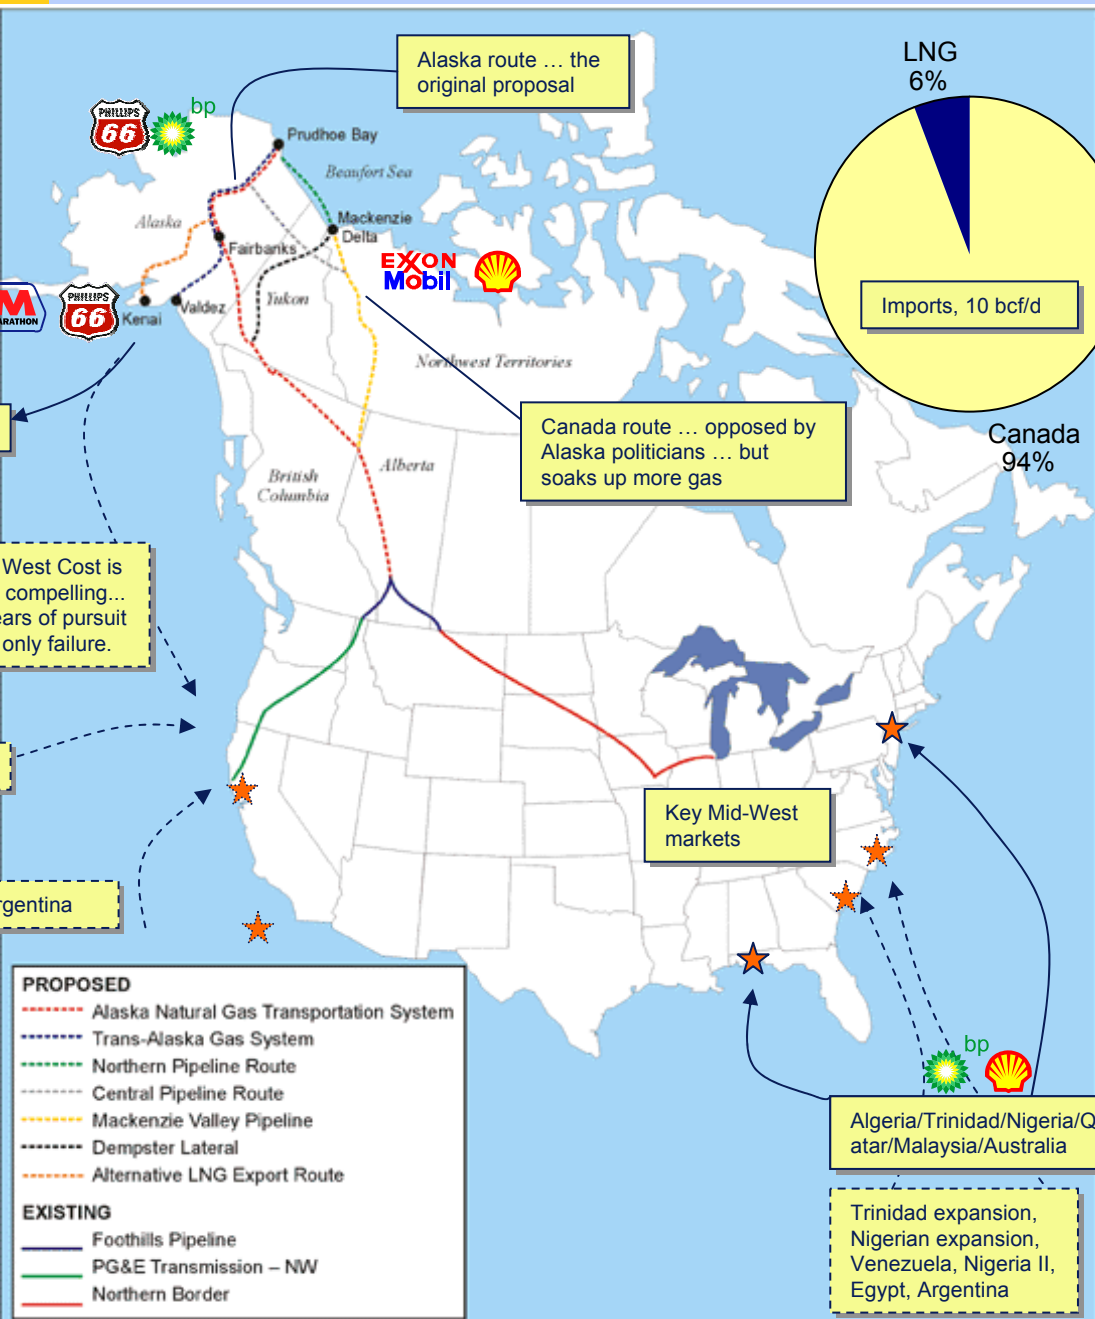 Alaska route … the
original proposal
LNG
6%
PHILLIPS
66
bp
Prudhoe Bay
Beaufort Sea
Alaska
Mackenzie
Delta
Fairbanks
EXXON
Mobil
Imports, 10 bcf/d
M
MARATHON
PHILLIPS
66
Kenai
Valdez
Yukon
Northwest Territories
Canada route … opposed by
Alaska politicians … but
soaks up more gas
Canada
94%
British
Columbia
Alberta
West Cost is
compelling...
ears of pursuit
only failure.
Key Mid-West
markets
rgentina
PROPOSED
Alaska Natural Gas Transportation System
Trans-Alaska Gas System
Northern Pipeline Route
Central Pipeline Route
Mackenzie Valley Pipeline
Dempster Lateral
Alternative LNG Export Route
EXISTING
Foothills Pipeline
PG&E Transmission – NW
Northern Border
bp
Algeria/Trinidad/Nigeria/Q
atar/Malaysia/Australia
Trinidad expansion,
Nigerian expansion,
Venezuela, Nigeria II,
Egypt, Argentina